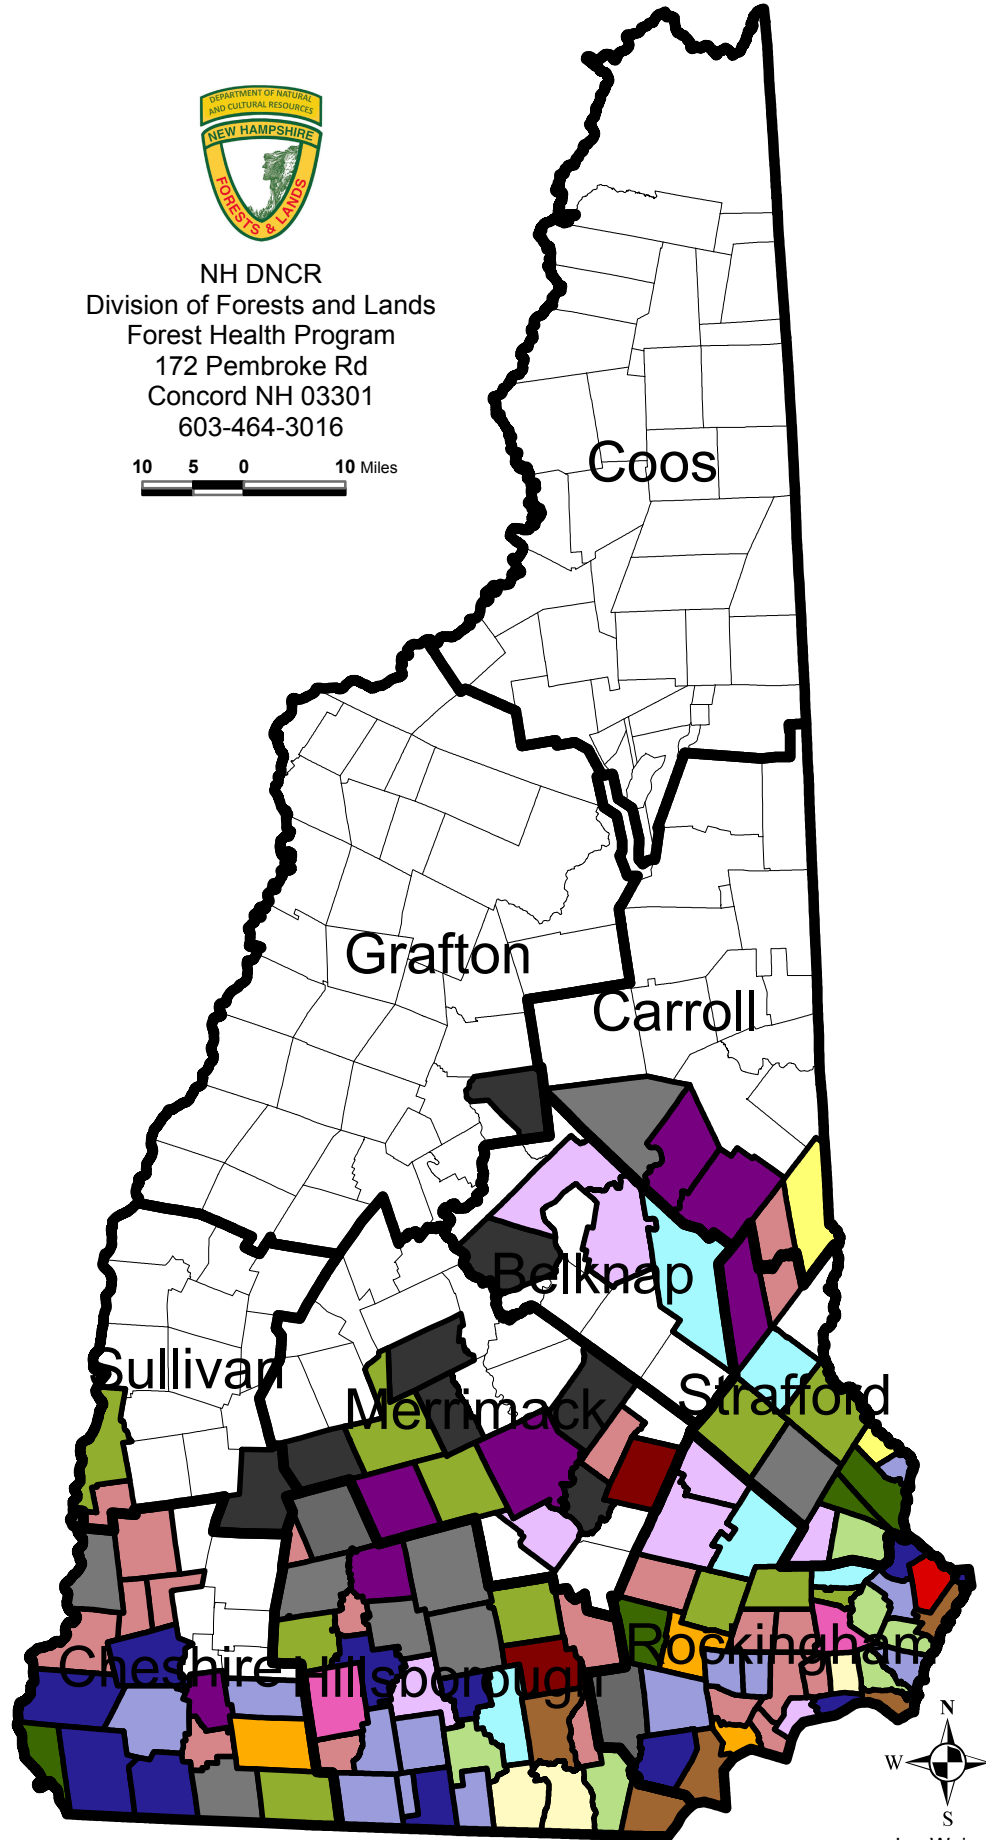 DEPARTMENT OF NATURAL
AND CULTURAL RESOURCES
NEW HAMPSHIRE
FORESTS & LANDS
NH DNCR
Division of Forests and Lands
Forest Health Program
172 Pembroke Rd
Concord NH 03301
603-464-3016
10 5 0 10 Miles
Coos
Grafton
Carroll
Belknap
Sullivan
Merrimack
Strafford
Rockingham
Cheshire
Hillsborough
N
W
S